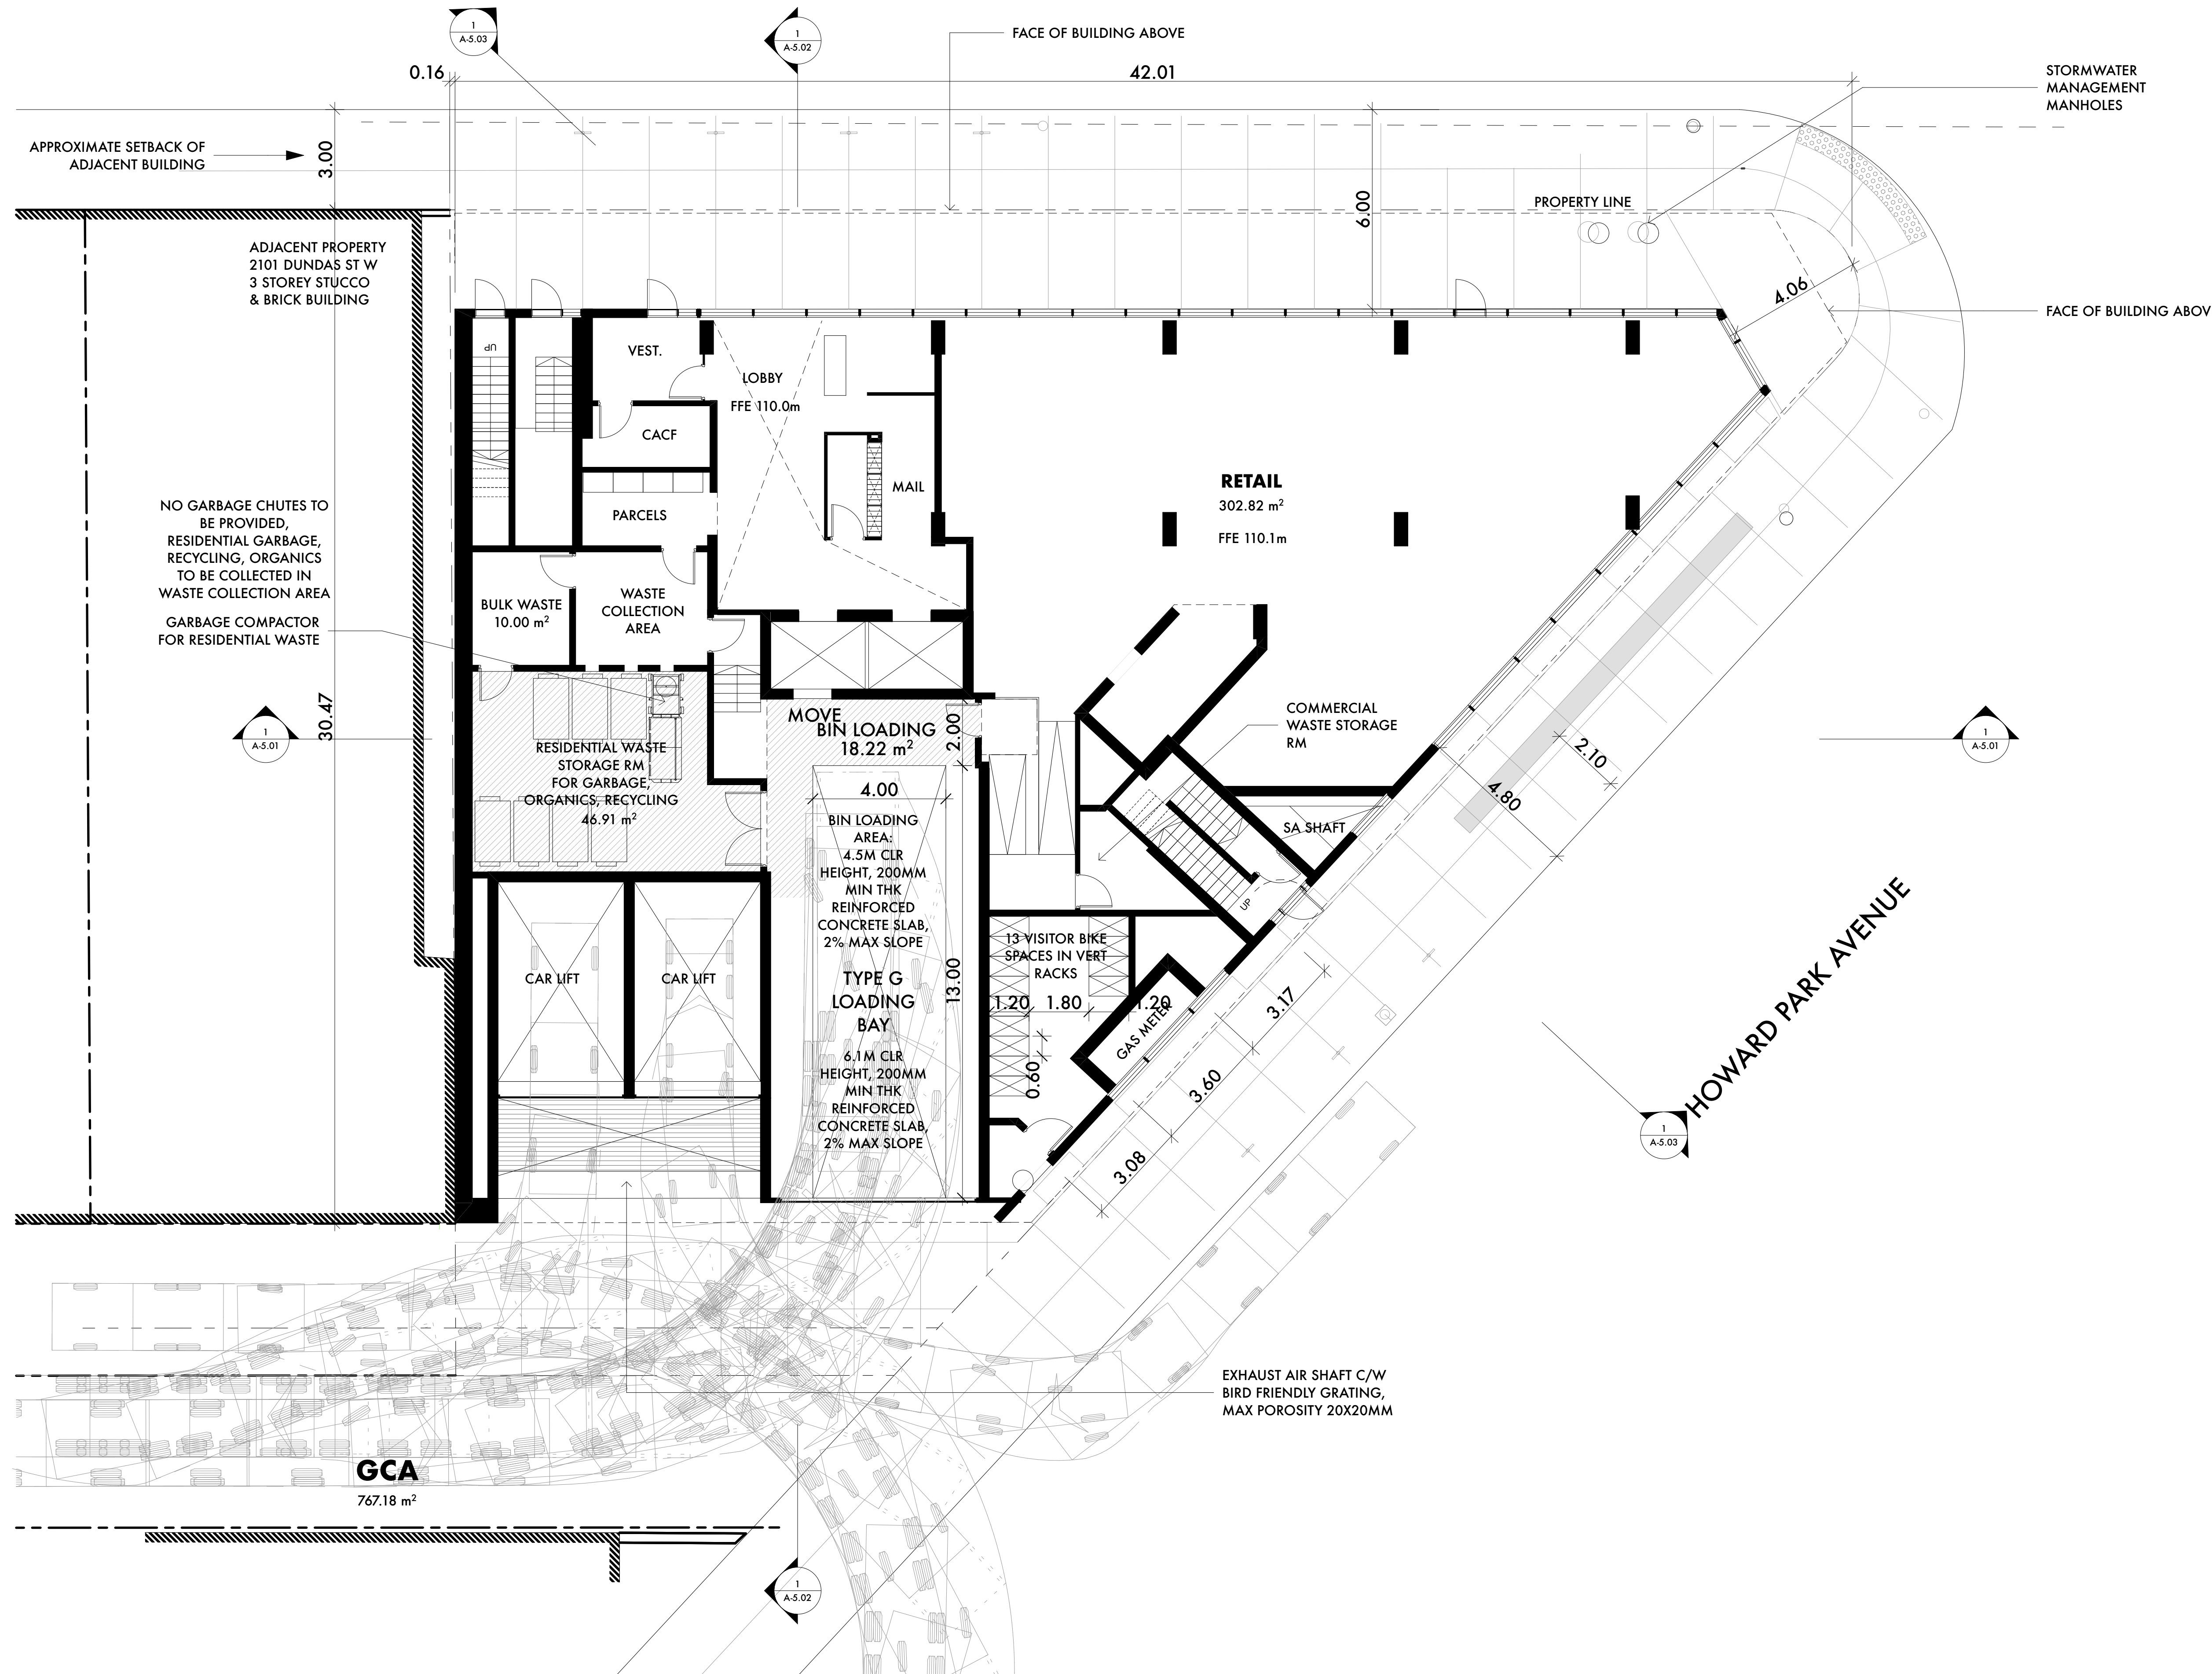 1
A-5.03
1
A-5.02
FACE OF BUILDING ABOVE
0.16
42.01
STORMWATER
MANAGEMENT
MANHOLES
APPROXIMATE SETBACK OF
ADJACENT BUILDING
3.00
6.00
PROPERTY LINE
4.06
FACE OF BUILDING ABOV
ADJACENT PROPERTY
2101 DUNDAS ST W
3 STOREY STUCCO
& BRICK BUILDING
UP
VEST.
LOBBY
FFE 110.0m
CACF
MAIL
PARCELS
RETAIL
302.82 m²
FFE 110.1m
NO GARBAGE CHUTES TO
BE PROVIDED,
RESIDENTIAL GARBAGE,
RECYCLING, ORGANICS
TO BE COLLECTED IN
WASTE COLLECTION AREA
GARBAGE COMPACTOR
FOR RESIDENTIAL WASTE
BULK WASTE
10.00 m²
WASTE
COLLECTION
AREA
30.47
1
A-5.01
MOVE
BIN LOADING
18.22 m²
2.00
RESIDENTIAL WASTE
STORAGE RM
FOR GARBAGE,
ORGANICS, RECYCLING
46.91 m²
COMMERCIAL
WASTE STORAGE
RM
1
A-5.01
2.10
4.80
4.00
BIN LOADING
AREA:
4.5M CLR
HEIGHT, 200MM
MIN THK
REINFORCED
CONCRETE SLAB,
2% MAX SLOPE
SA SHAFT
UP
CAR LIFT
CAR LIFT
TYPE G
LOADING
BAY
13.00
6.1M CLR
HEIGHT, 200MM
MIN THK
REINFORCED
CONCRETE SLAB,
2% MAX SLOPE
13 VISITOR BIKE
SPACES IN VERT
RACKS
1.20
1.80
1.20
GAS METER
0.60
3.17
3.60
3.08
HOWARD PARK AVENUE
1
A-5.03
EXHAUST AIR SHAFT C/W
BIRD FRIENDLY GRATING,
MAX POROSITY 20X20MM
GCA
767.18 m²
1
A-5.02